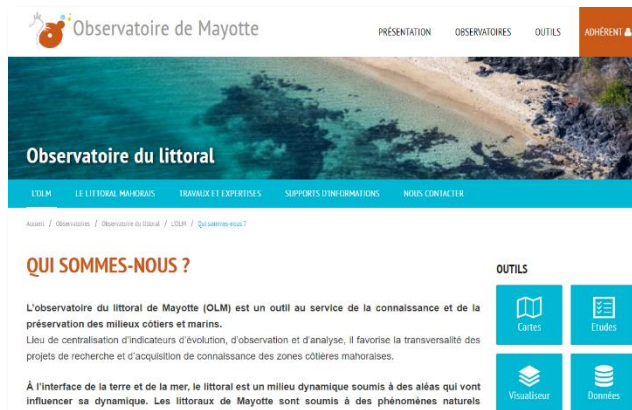 Observatoire de Mayotte
PRÉSENTATION OBSERVATOIRES OUTILS ADHÉRENT
Observatoire du littoral
L'OLM LE LITTORAL MAHORAIS TRAVAUX ET EXPERTISES SUPPORTS D'INFORMATIONS NOUS CONTACTER
Accueil / Observatoires / Observatoire du littoral / L'OLM / Qui sommes-nous ?
QUI SOMMES-NOUS ?
L'observatoire du littoral de Mayotte (OLM) est un outil au service de la connaissance et de la
préservation des milieux côtiers et marins.
Lieu de centralisation d'indicateurs d'évolution, d'observation et d'analyse, il favorise la transversalité des
projets de recherche et d'acquisition de connaissance des zones côtières mahoraises.
À l'interface de la terre et de la mer, le littoral est un milieu dynamique soumis à des aléas qui vont
influencer sa dynamique. Les littoraux de Mayotte sont soumis à des phénomènes naturels
OUTILS
Cartes Etudes
Visualiseur Données